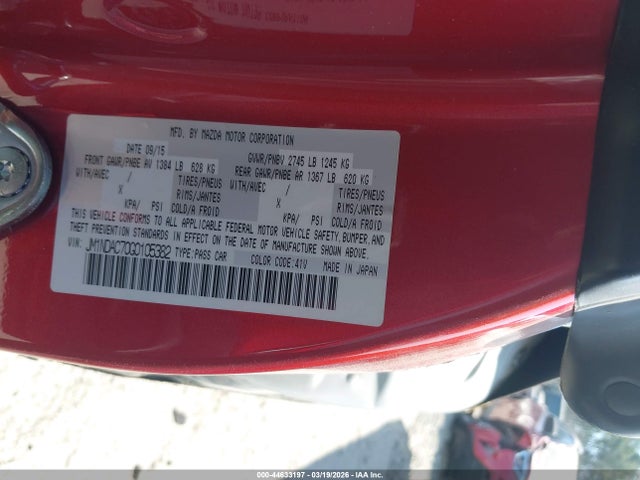 MFD. BY MAZDA MOTOR CORPORATION
DATE 09/15 GVWR/PNBV 2745 LB 1245 KG
FRONT GAWR/PNBE AV 1384 LB 628 KG REAR GAWR/PNBE AR 1367 LB 620 KG
WITH/AVEC / TIRES/PNEUS WITH/AVEC / TIRES/PNEUS
X RIMS/JANTES X RIMS/JANTES
KPA/ PSI COLD/A FROID KPA/ PSI COLD/A FROID
THIS VEHICLE CONFORMS TO ALL APPLICABLE FEDERAL MOTOR VEHICLE SAFETY, BUMPER, AND
THEFT PREVENTION STANDARDS IN EFFECT ON THE DATE OF MANUFACTURE SHOWN ABOVE.
VIN: JM1NDAC70G0105382 TYPE:PASS CAR COLOR CODE:41V MADE IN JAPAN
000-44633197 - 03/19/2026 - IAA Inc.